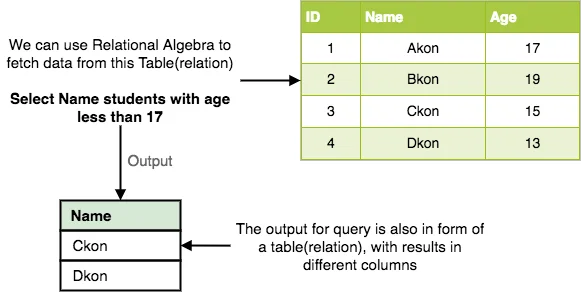 We can use Relational Algebra to
fetch data from this Table(relation)
Select Name students with age
less than 17
ID Name Age
1 Akon 17
2 Bkon 19
3 Ckon 15
4 Dkon 13
Output
Name
Ckon
Dkon
The output for query is also in form of
a table(relation), with results in
different columns